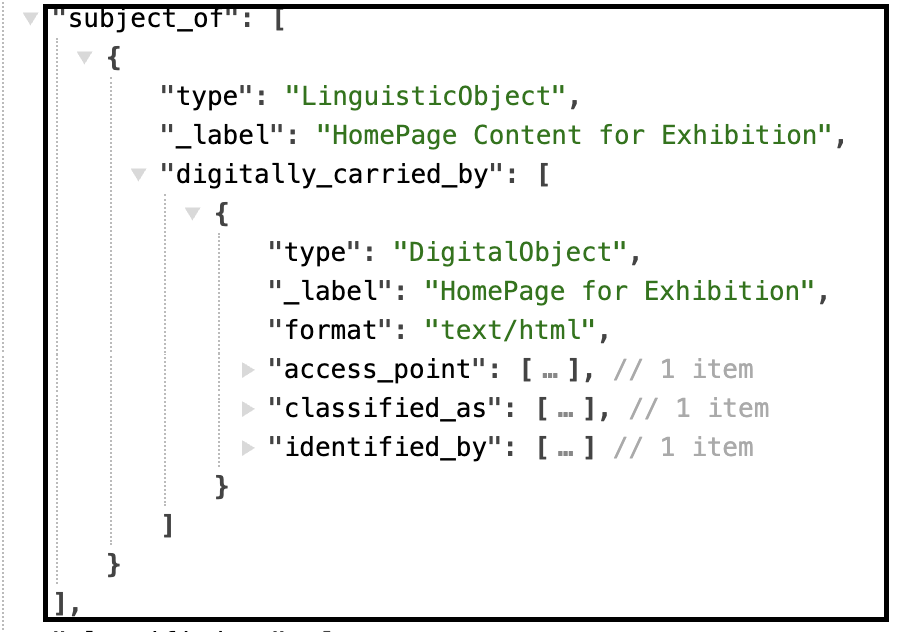 "subject_of": [
{
"type": "LinguisticObject",
"_label": "HomePage Content for Exhibition",
"digitally_carried_by": [
{
"type": "DigitalObject",
"_label": "HomePage for Exhibition",
"format": "text/html",
"access_point": [ … ], // 1 item
"classified_as": [ … ], // 1 item
"identified_by": [ … ] // 1 item
}
]
}
],